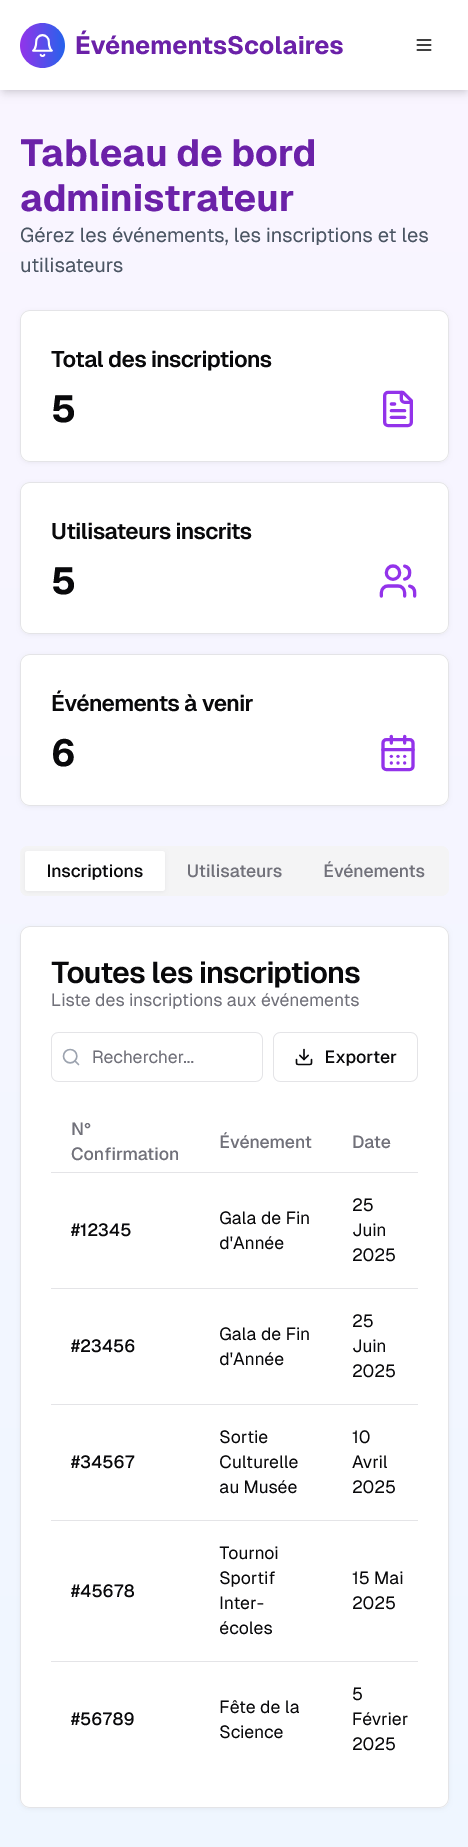 ÉvénementsScolaires
Tableau de bord
administrateur
Gérez les événements, les inscriptions et les
utilisateurs
Total des inscriptions
5
Utilisateurs inscrits
5
Événements à venir
6
Inscriptions Utilisateurs Événements
Toutes les inscriptions
Liste des inscriptions aux événements
Rechercher... Exporter
N°
Confirmation
Événement
Date
#12345
Gala de Fin
d'Année
25
Juin
2025
#23456
Gala de Fin
d'Année
25
Juin
2025
#34567
Sortie
Culturelle
au Musée
10
Avril
2025
#45678
Tournoi
Sportif
Inter-
écoles
15 Mai
2025
#56789
Fête de la
Science
5
Février
2025